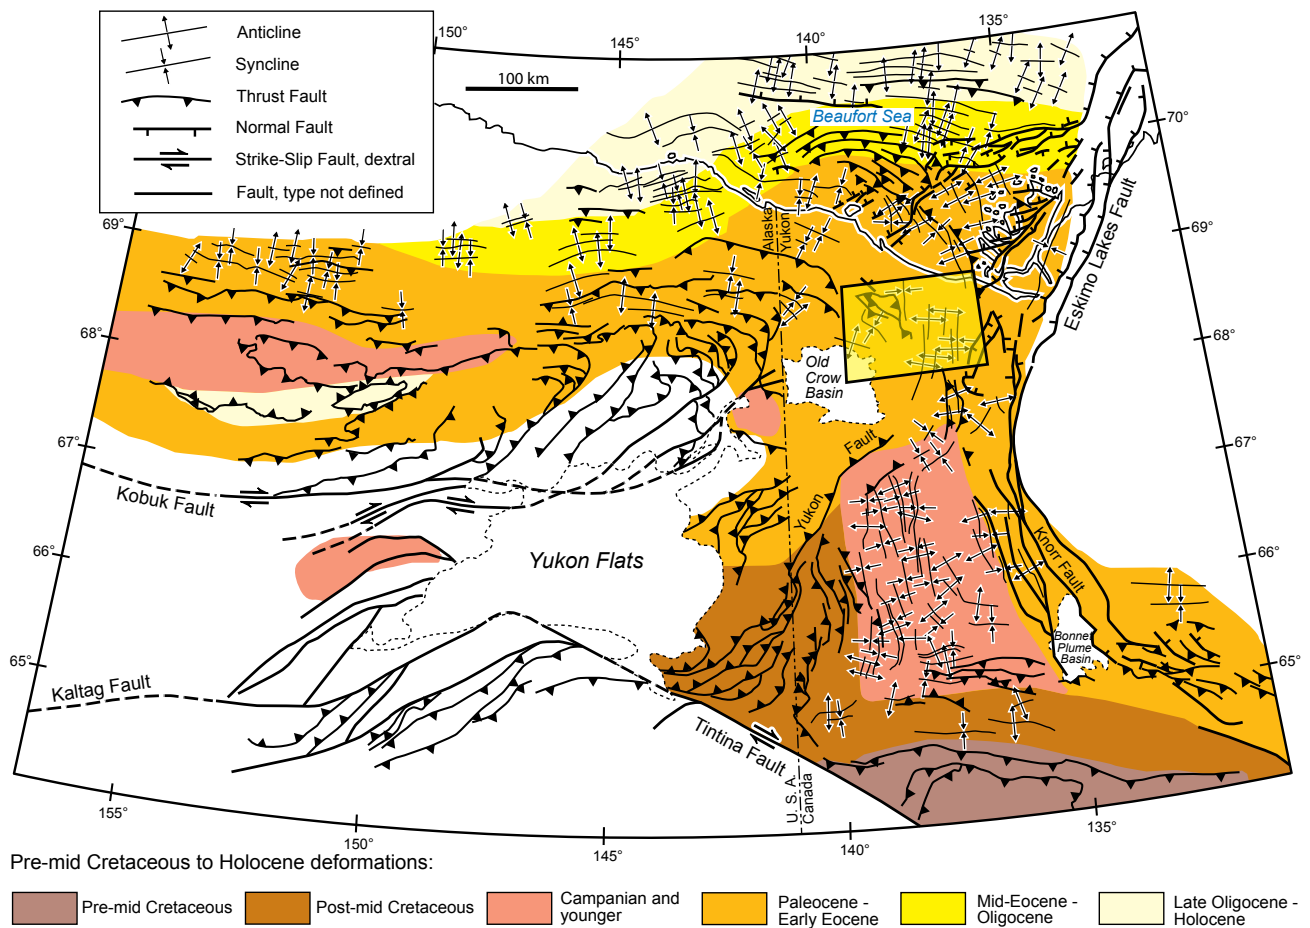 Anticline
Syncline
Thrust Fault
Normal Fault
Strike-Slip Fault, dextral
Fault, type not defined
150°
145°
140°
135°
100 km
Beaufort Sea
70°
69°
69°
Alaska
Yukon
Eskimo Lakes Fault
68°
68°
Old
Crow
Basin
67°
67°
Fault
Yukon
Kobuk Fault
66°
66°
Yukon Flats
Knorr Fault
65°
65°
Bonnet
Plume
Basin
Kaltag Fault
Tintina Fault
U. S. A.
Canada
155°
150°
145°
140°
135°
Pre-mid Cretaceous to Holocene deformations:
Pre-mid Cretaceous
Post-mid Cretaceous
Campanian and
younger
Paleocene -
Early Eocene
Mid-Eocene -
Oligocene
Late Oligocene -
Holocene